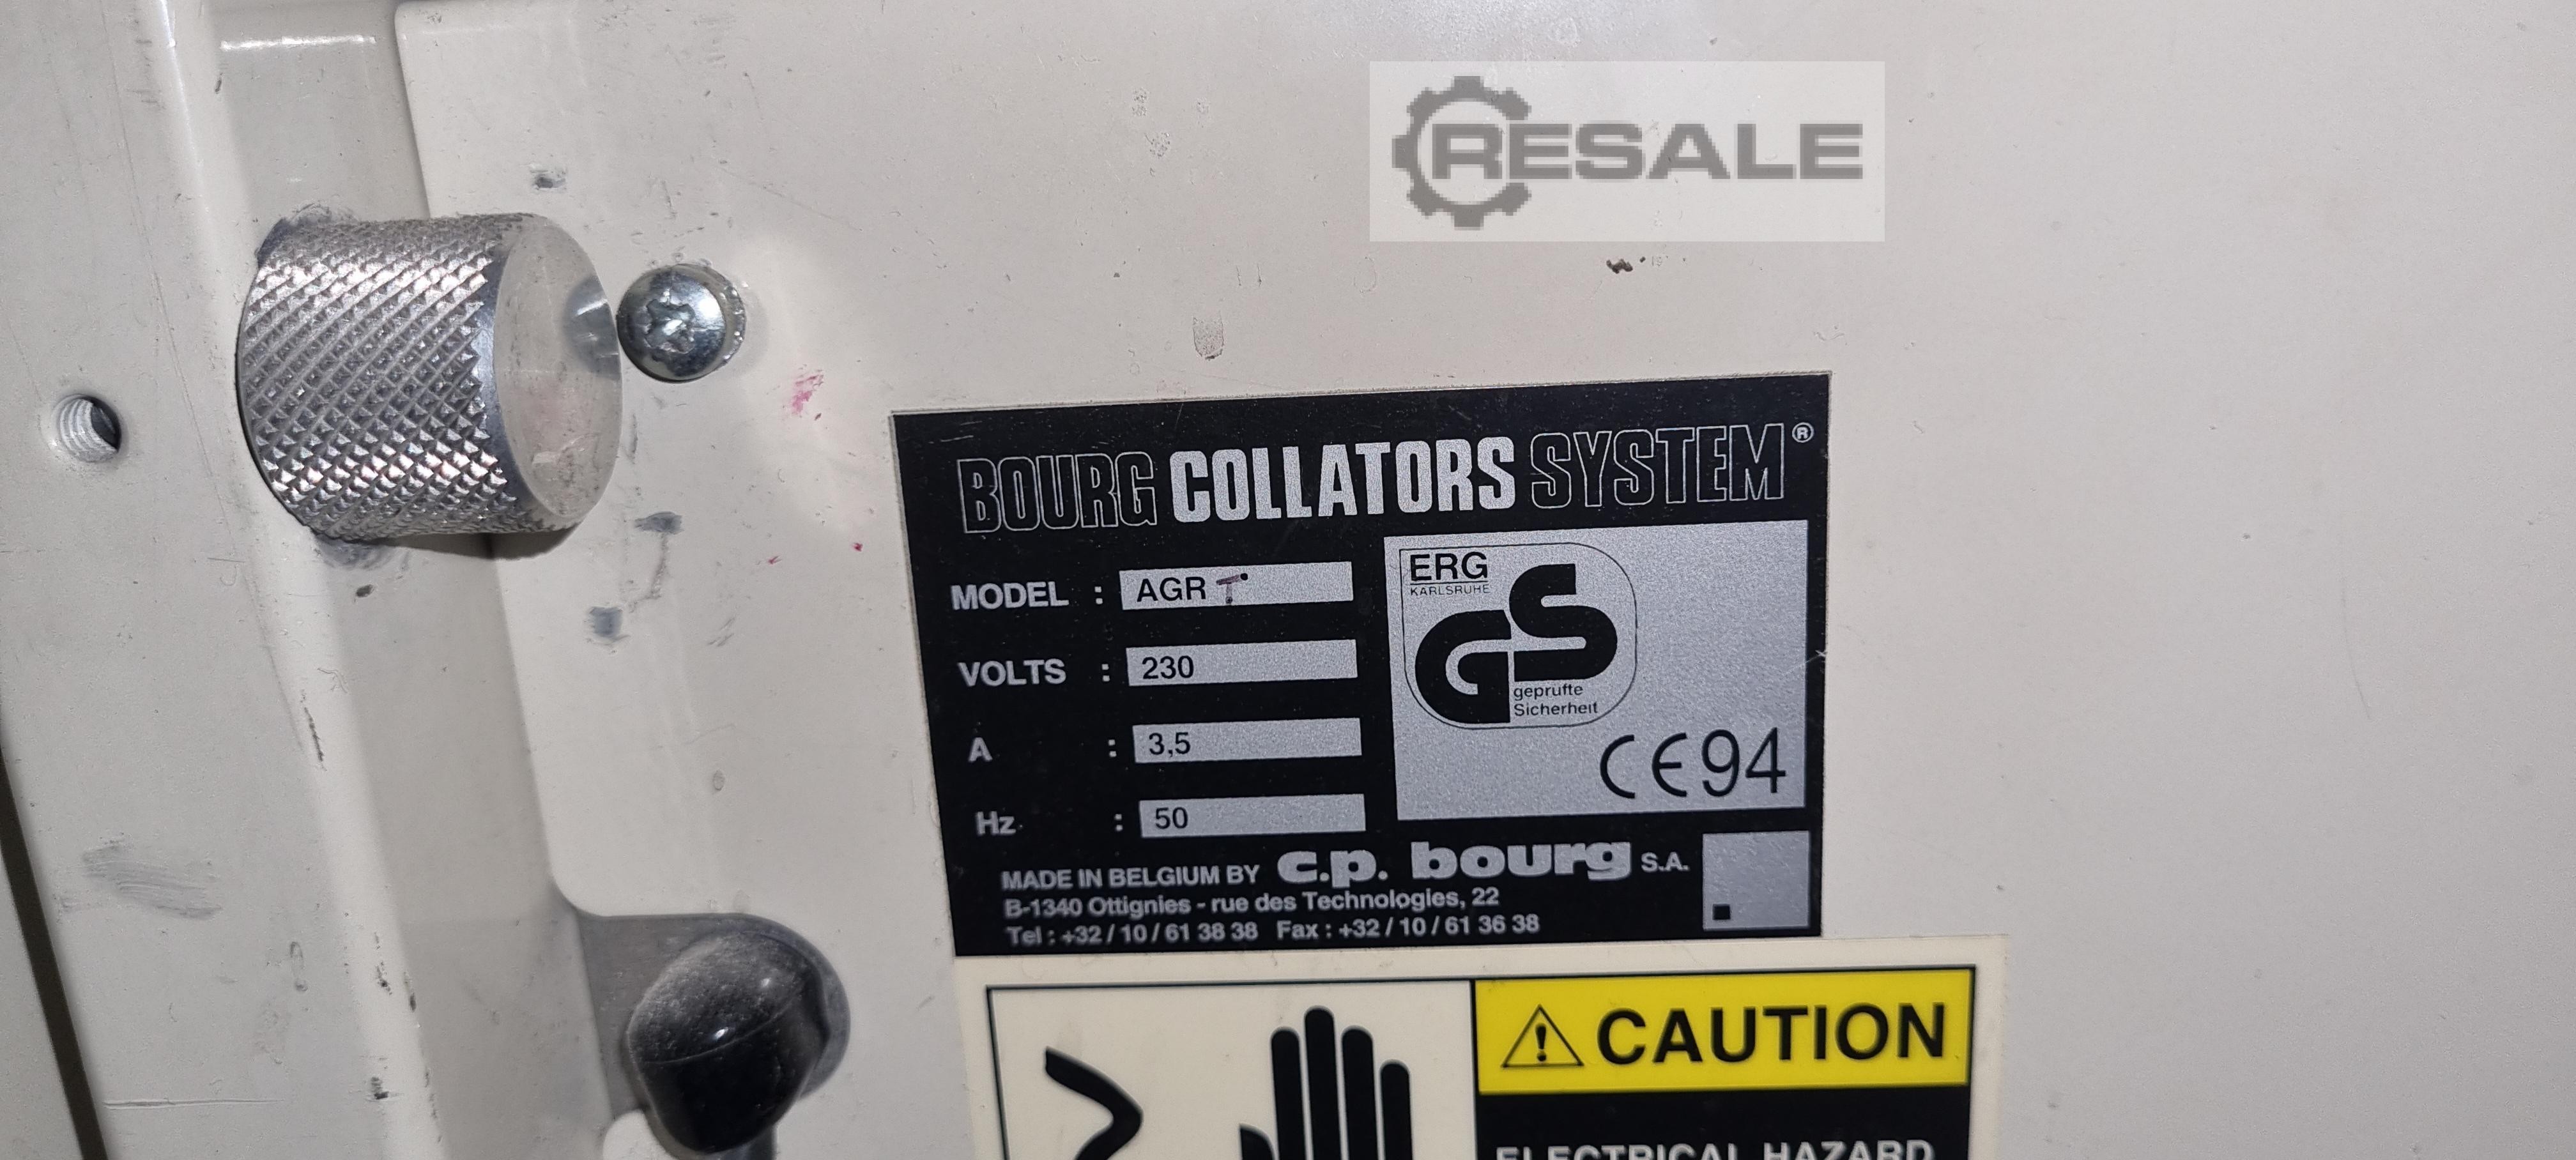 RESALE
BOURG COLLATORS SYSTEM®
MODEL : AGR T
VOLTS : 230
A : 3,5
Hz : 50
ERG
KARLSRUHE
GS
geprüfte
Sicherheit
CE94
MADE IN BELGIUM BY c.p. bourg S.A.
B-1340 Ottignies - rue des Technologies, 22
Tel : +32 / 10 / 61 38 38 Fax : +32 / 10 / 61 36 38
CAUTION
ELECTRICAL HAZARD